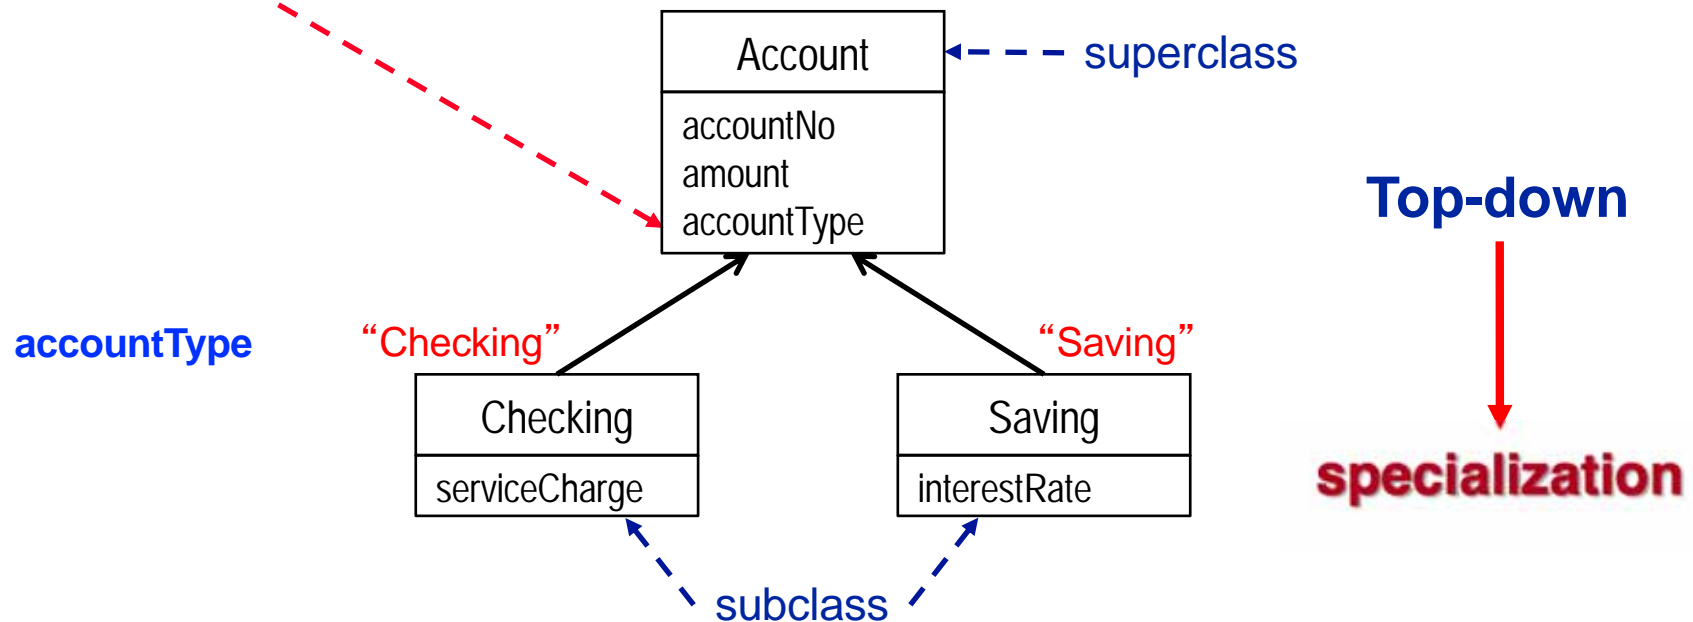 Account
superclass
accountNo
amount
accountType
Top-down
accountType
“Checking”
“Saving”
Checking
Saving
serviceCharge
interestRate
specialization
subclass